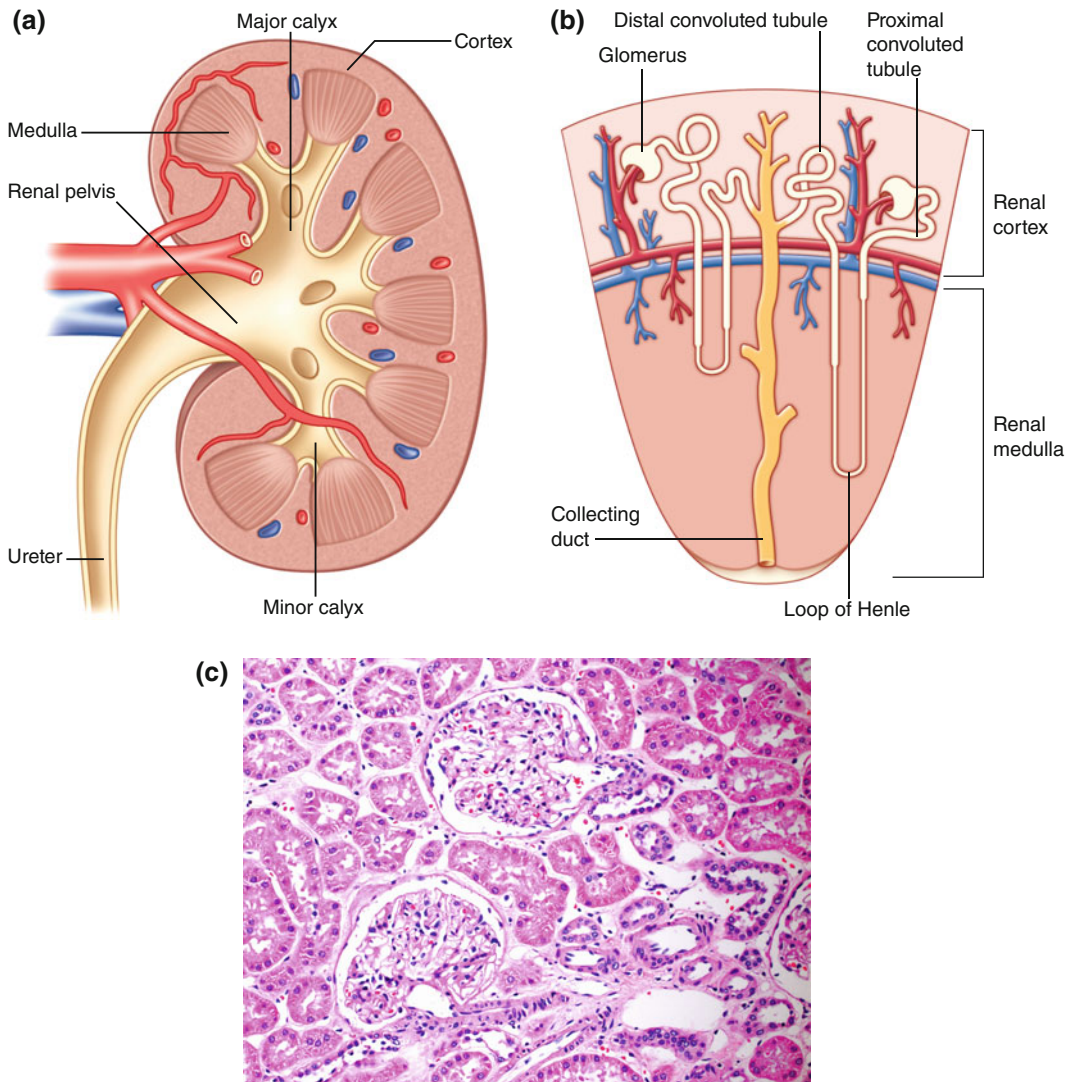 (a)
Major calyx
Cortex
Medulla
Renal pelvis
Ureter
Minor calyx
(b)
Distal convoluted tubule
Glomerus
Proximal
convoluted
tubule
Renal
cortex
Renal
medulla
Collecting
duct
Loop of Henle
(c)